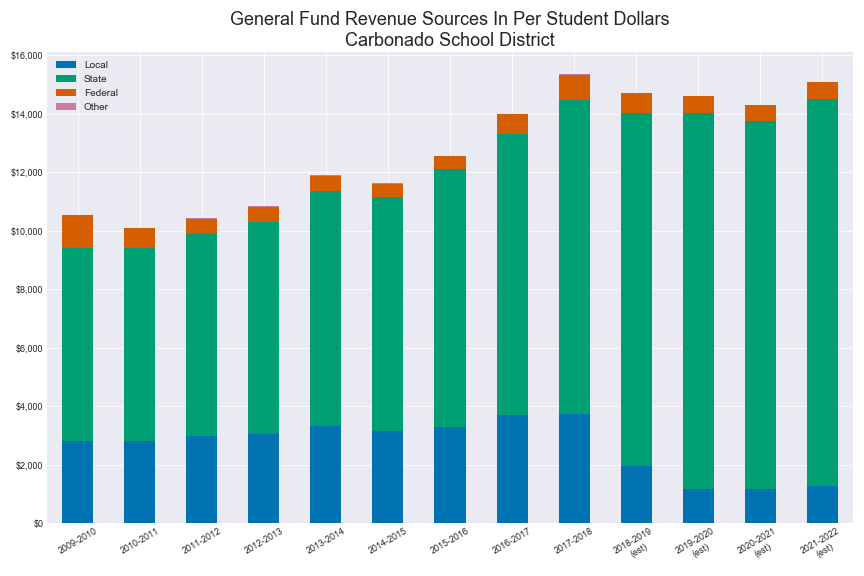 General Fund Revenue Sources In Per Student Dollars
Carbonado School District
$16,000
$14,000
$12,000
$10,000
$8,000
$6,000
$4,000
$2,000
$0
Local
State
Federal
Other
2009-2010
2010-2011
2011-2012
2012-2013
2013-2014
2014-2015
2015-2016
2016-2017
2017-2018
2018-2019
(est)
2019-2020
(est)
2020-2021
(est)
2021-2022
(est)